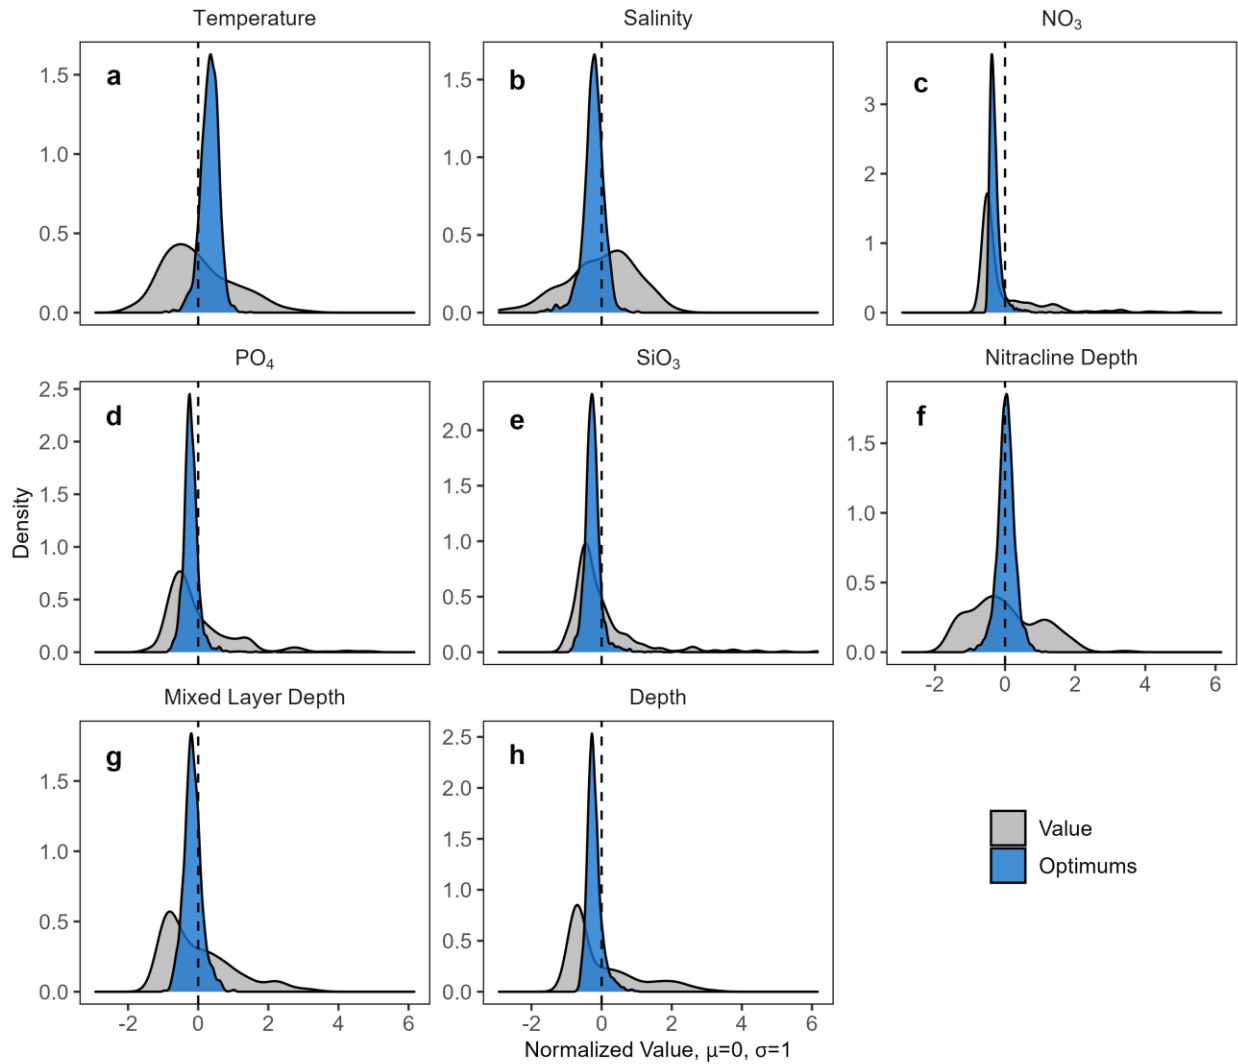 Temperature
Salinity
NO₃
a
b
c
1.5
1.0
0.5
0.0
1.5
1.0
0.5
0.0
3
2
1
0
PO₄
SiO₃
Nitracline Depth
d
e
f
2.5
2.0
1.5
1.0
0.5
0.0
2.0
1.5
1.0
0.5
0.0
1.5
1.0
0.5
0.0
-2 0 2 4 6
Density
Mixed Layer Depth
Depth
g
h
1.5
1.0
0.5
0.0
2.5
2.0
1.5
1.0
0.5
0.0
-2 0 2 4 6
-2 0 2 4 6
Value
Optimums
Normalized Value, μ=0, σ=1